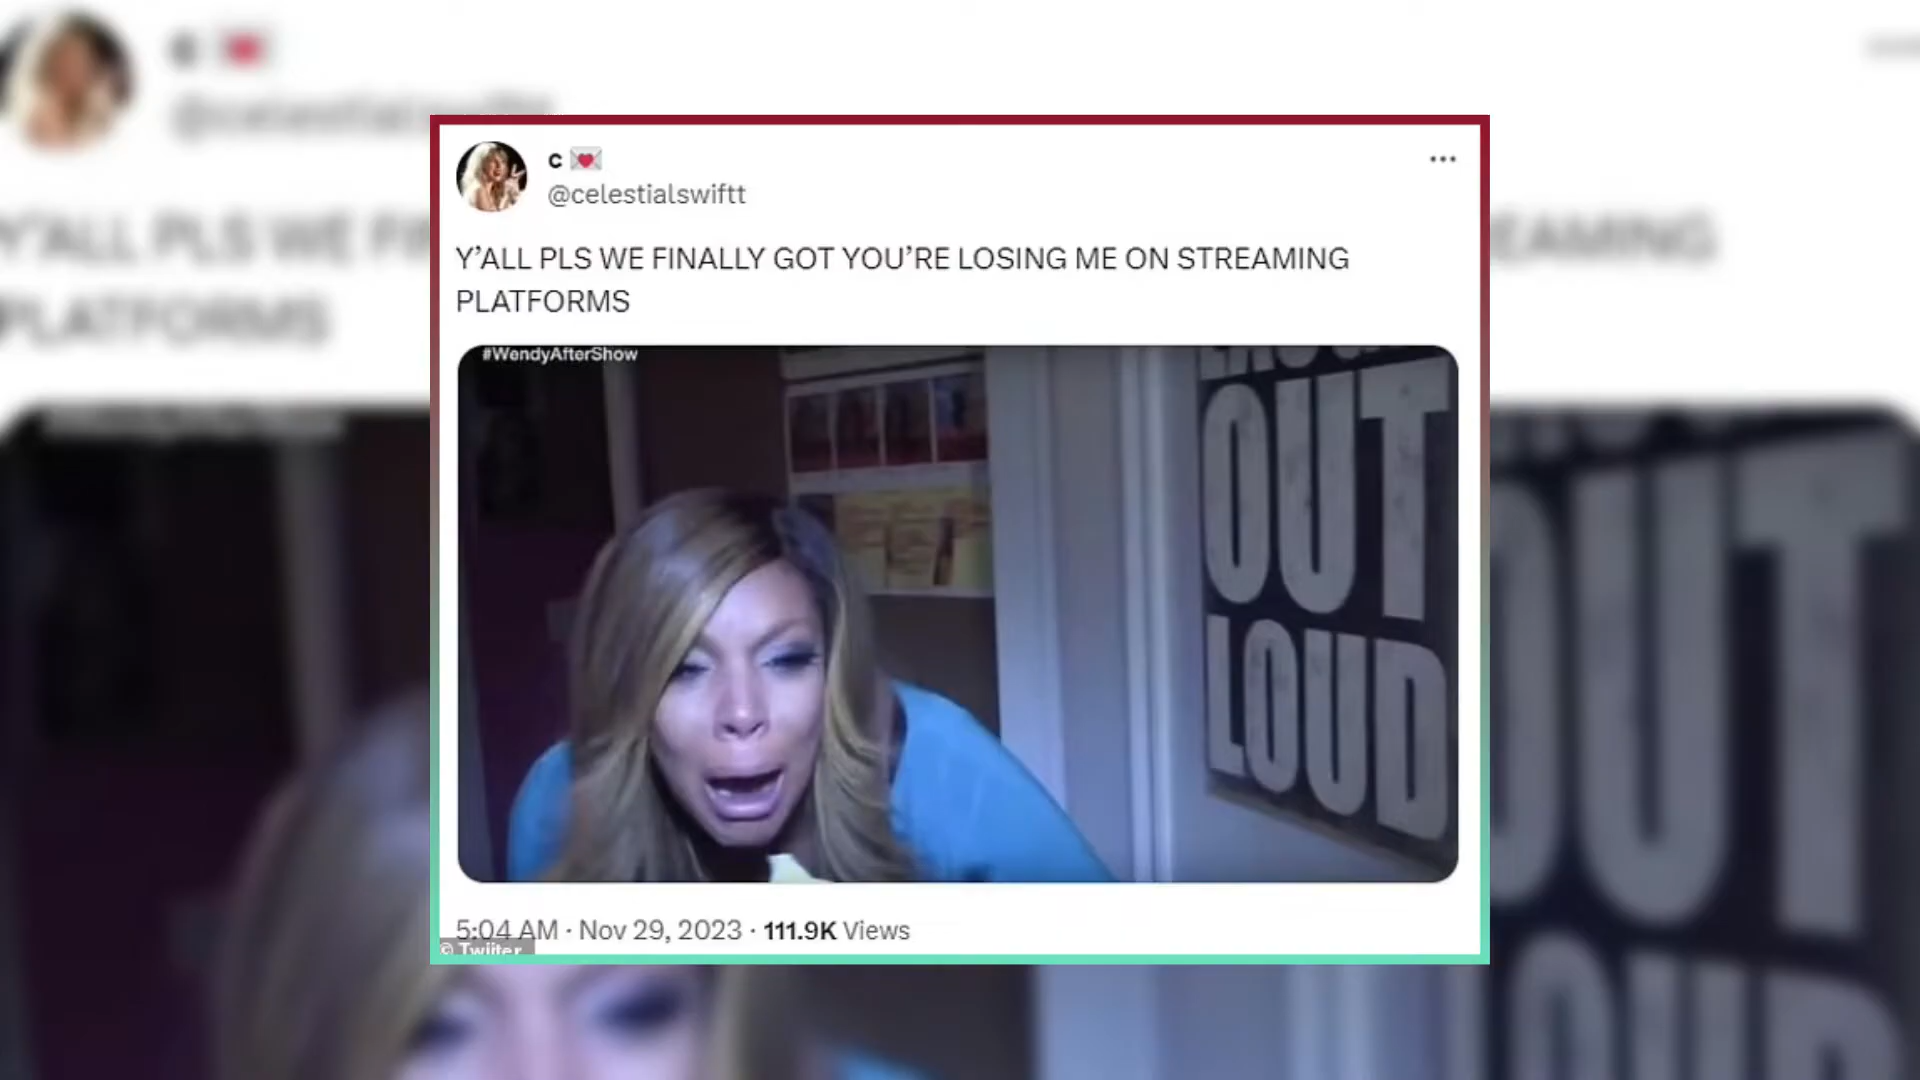 c
@celestialswiftt
Y'ALL PLS WE FINALLY GOT YOU'RE LOSING ME ON STREAMING
PLATFORMS
#WendyAfterShow
OUT
LOUD
5:04 AM · Nov 29, 2023 · 111.9K Views
© Twiiter